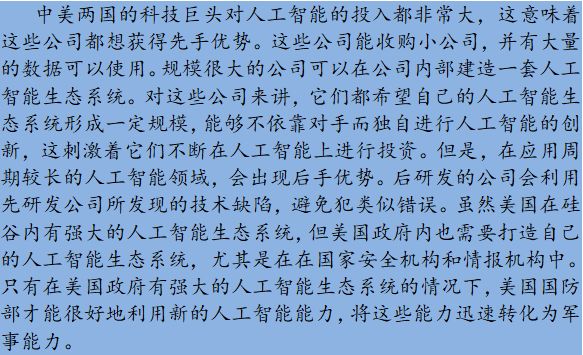 中美两国的科技巨头对人工智能的投入都非常大，这意味着
这些公司都想获得先手优势。这些公司能收购小公司，并有大量
的数据可以使用。规模很大的公司可以在公司内部建造一套人工
智能生态系统。对这些公司来讲，它们都希望自己的人工智能生
态系统形成一定规模，能够不依靠对手而独自进行人工智能的创
新，这刺激着它们不断在人工智能上进行投资。但是，在应用周
期较长的人工智能领域，会出现后手优势。后研发的公司会利用
先研发公司所发现的技术缺陷，避免犯类似错误。虽然美国在硅
谷内有强大的人工智能生态系统，但美国政府内也需要打造自己
的人工智能生态系统，尤其是在在国家安全机构和情报机构中。
只有在美国政府有强大的人工智能生态系统的情况下，美国国防
部才能很好地利用新的人工智能能力，将这些能力迅速转化为军
事能力。